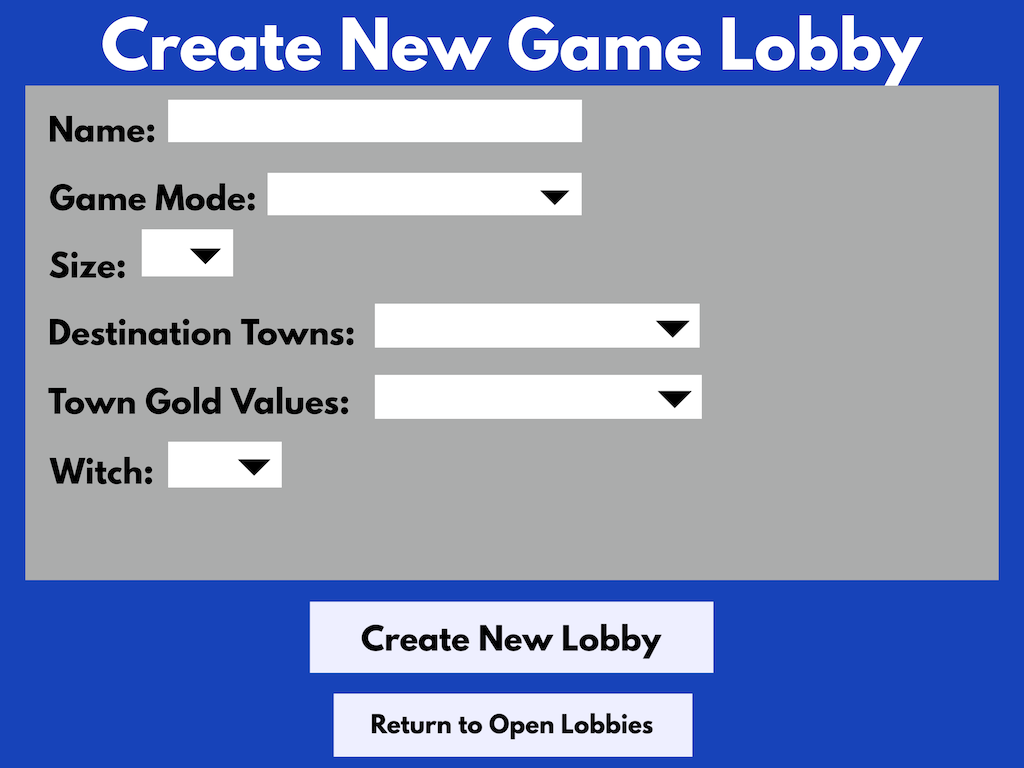 Create New Game Lobby
Name:
Game Mode:
Size:
Destination Towns:
Town Gold Values:
Witch:
Create New Lobby
Return to Open Lobbies